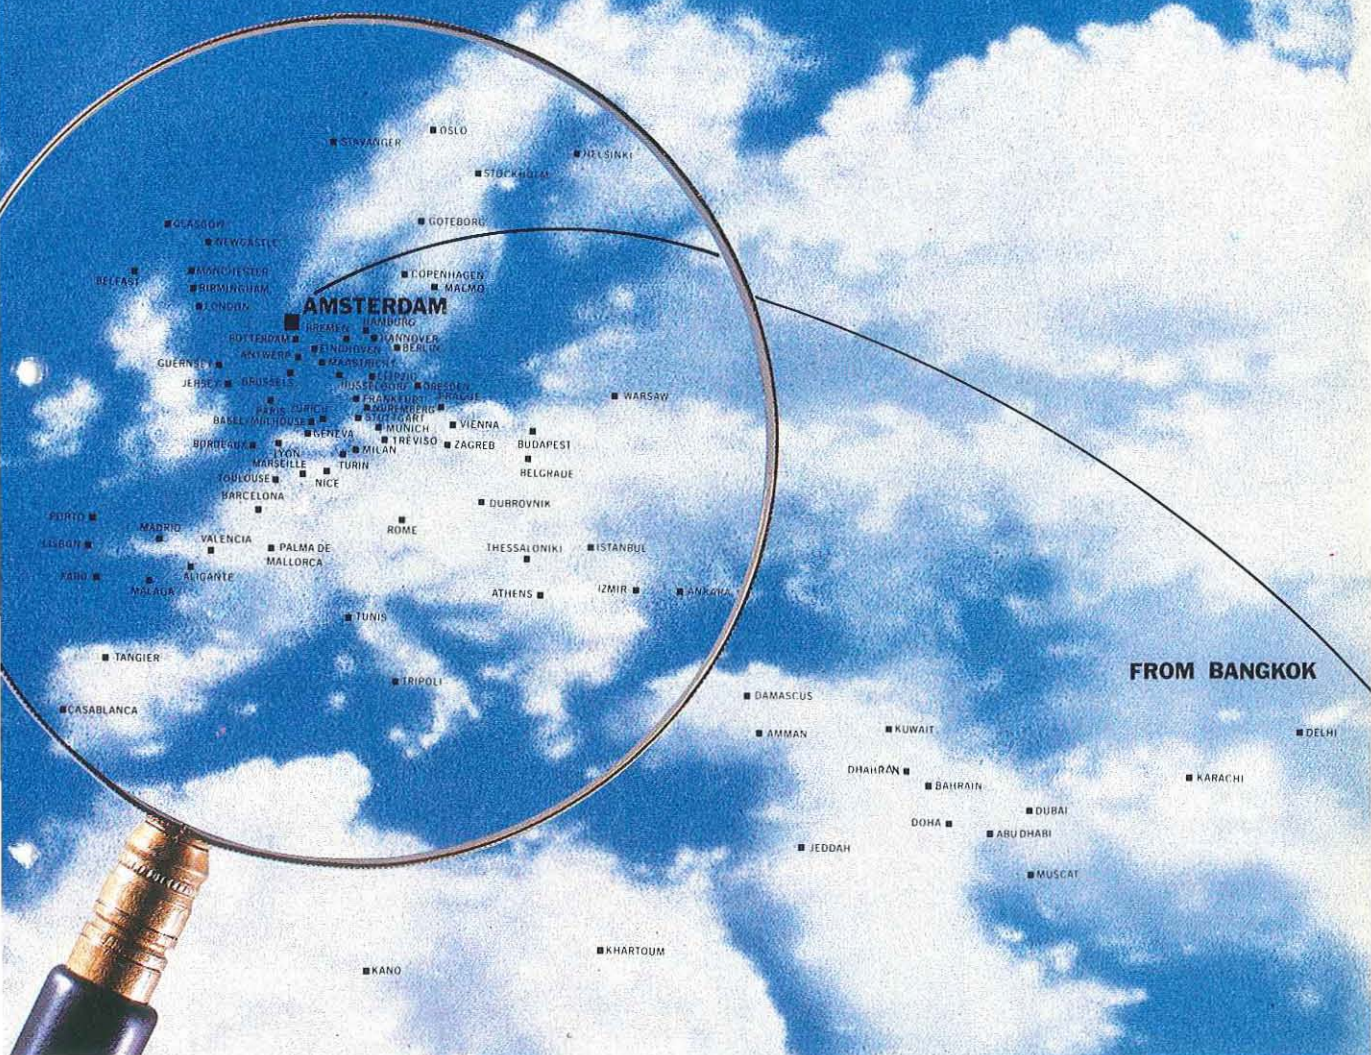 OSLO
STAVANGER
HELSINKI
STOCKHOLM
GLASGOW
GOTEBORG
NEWCASTLE
BELFAST
MANCHESTER
COPENHAGEN
BIRMINGHAM
MALMO
LONDON
AMSTERDAM
HAMBURG
BREMEN
ROTTERDAM
HANNOVER
EINDHOVEN
BERLIN
ANTWERP
MAASTRICHT
GUERNSEY
LEIPZIG
BRUSSELS
JERSEY
DUSSELDORF
DRESDEN
WARSAW
FRANKFURT
PRAGUE
PARIS
ZURICH
NUREMBERG
STUTTGART
BASEL/MULHOUSE
MUNICH
VIENNA
GENEVA
TREVISO
BORDEAUX
ZAGREB
BUDAPEST
LYON
MILAN
MARSEILLE
TURIN
BELGRADE
TOULOUSE
NICE
BARCELONA
DUBROVNIK
PORTO
MADRID
ROME
LISBON
VALENCIA
PALMA DE
MALLORCA
THESSALONIKI
ISTANBUL
FARO
ALICANTE
MALAGA
ATHENS
IZMIR
ANKARA
TUNIS
TANGIER
FROM BANGKOK
TRIPOLI
DAMASCUS
CASABLANCA
AMMAN
KUWAIT
DELHI
DHAHRAN
KARACHI
BAHRAIN
DUBAI
DOHA
ABU DHABI
JEDDAH
MUSCAT
KHARTOUM
KANO